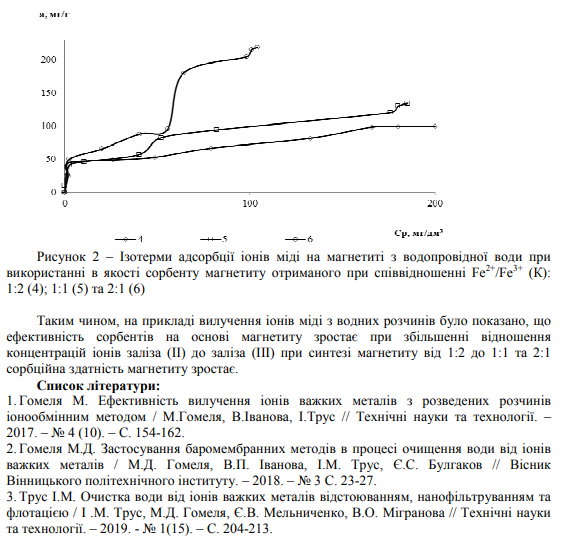 а, мг/г
200
150
100
50
0
0
100
200
Ср, мг/дм³
4
5
6
Рисунок 2 – Ізотерми адсорбції іонів міді на магнетиті з водопровідної води при
використанні в якості сорбенту магнетиту отриманого при співвідношенні Fe²⁺/Fe³⁺ (К):
1:2 (4); 1:1 (5) та 2:1 (6)
Таким чином, на прикладі вилучення іонів міді з водних розчинів було показано, що
ефективність сорбентів на основі магнетиту зростає при збільшенні відношення
концентрацій іонів заліза (ІІ) до заліза (ІІІ) при синтезі магнетиту від 1:2 до 1:1 та 2:1
сорбційна здатність магнетиту зростає.
Список літератури:
1. Гомеля М. Ефективність вилучення іонів важких металів з розведених розчинів
іонообмінним методом / М.Гомеля, В.Іванова, І.Трус // Технічні науки та технології. –
2017. – № 4 (10). – С. 154-162.
2. Гомеля М.Д. Застосування баромембранних методів в процесі очищення води від іонів
важких металів / М.Д. Гомеля, В.П. Іванова, І.М. Трус, Є.С. Булгаков // Вісник
Вінницького політехнічного інституту. – 2018. – № 3 С. 23-27.
3. Трус І.М. Очистка води від іонів важких металів відстоюванням, нанофільтруванням та
флотацією / І .М. Трус, М.Д. Гомеля, Є.В. Мельниченко, В.О. Мігранова // Технічні науки
та технології. – 2019. - № 1(15). – С. 204-213.